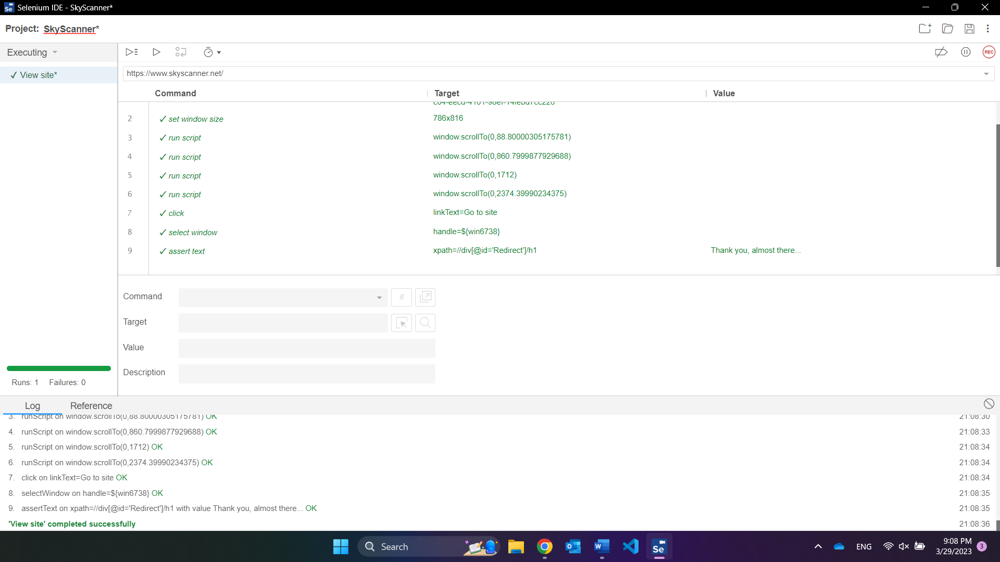 Selenium IDE - SkyScanner*
Project: SkyScanner*
Executing
REC
✓ View site*
https://www.skyscanner.net/
Command Target Value
c04-eecd-4101-98ef-14febd7cc226
2 ✓ set window size 786x816
3 ✓ run script window.scrollTo(0,88.80000305175781)
4 ✓ run script window.scrollTo(0,860.7999877929688)
5 ✓ run script window.scrollTo(0,1712)
6 ✓ run script window.scrollTo(0,2374.39990234375)
7 ✓ click linkText=Go to site
8 ✓ select window handle=${win6738}
9 ✓ assert text xpath=//div[@id='Redirect']/h1 Thank you, almost there...
Command //
Target
Value
Description
Runs: 1 Failures: 0
Log Reference
3. runScript on window.scrollTo(0,88.80000305175781) OK 21:08:30
4. runScript on window.scrollTo(0,860.7999877929688) OK 21:08:33
5. runScript on window.scrollTo(0,1712) OK 21:08:34
6. runScript on window.scrollTo(0,2374.39990234375) OK 21:08:34
7. click on linkText=Go to site OK 21:08:34
8. selectWindow on handle=${win6738} OK 21:08:35
9. assertText on xpath=//div[@id='Redirect']/h1 with value Thank you, almost there... OK 21:08:35
'View site' completed successfully 21:08:36
Search
ENG
9:08 PM
3/29/2023
3